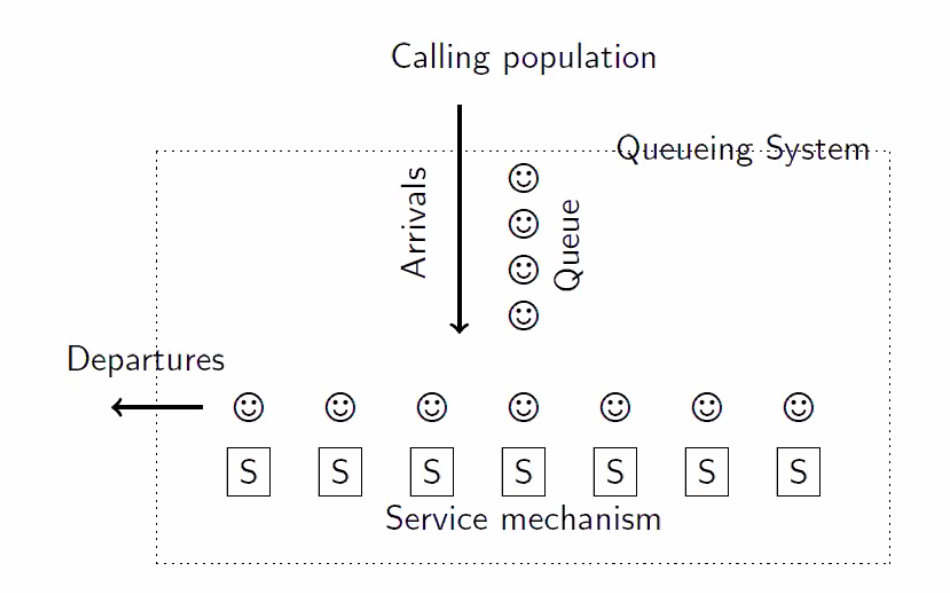 Calling population
Queueing System
Arrivals
Queue
Departures
S S S S S S S
Service mechanism